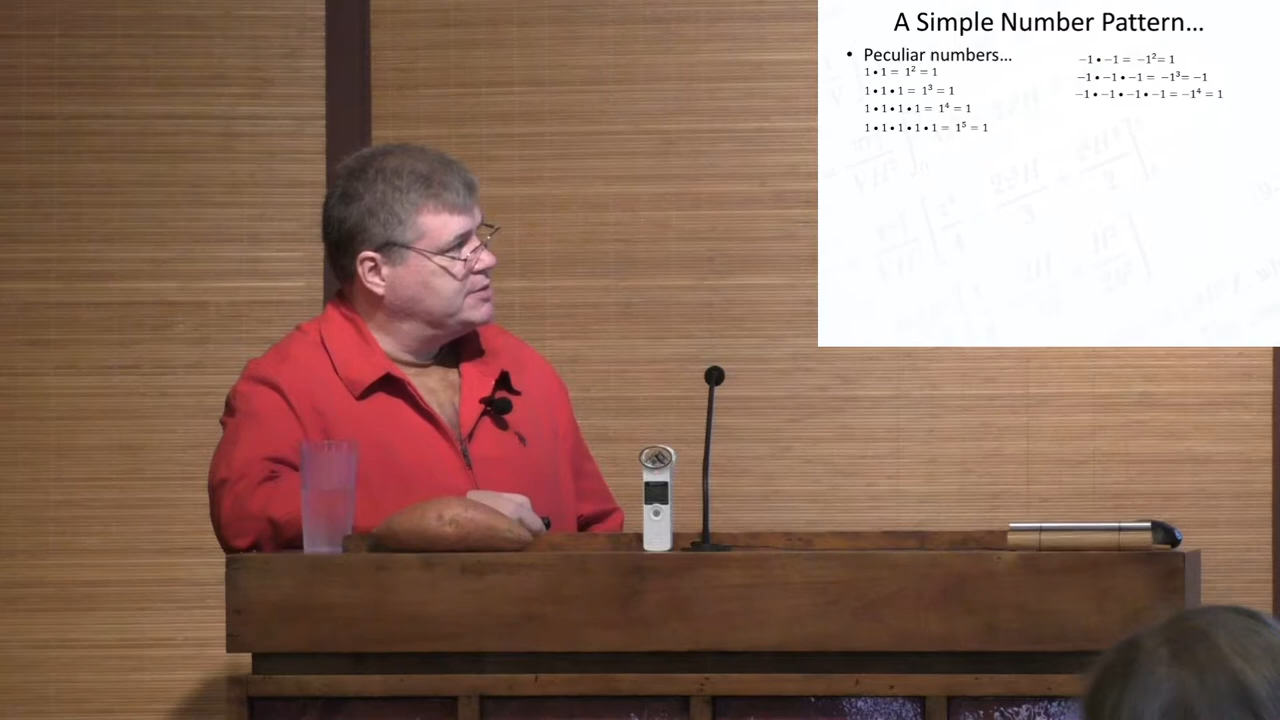 A Simple Number Pattern...
• Peculiar numbers...
1 • 1 = 1² = 1
1 • 1 • 1 = 1³ = 1
1 • 1 • 1 • 1 = 1⁴ = 1
1 • 1 • 1 • 1 • 1 = 1⁵ = 1
−1 • −1 = −1² = 1
−1 • −1 • −1 = −1³ = −1
−1 • −1 • −1 • −1 = −1⁴ = 1